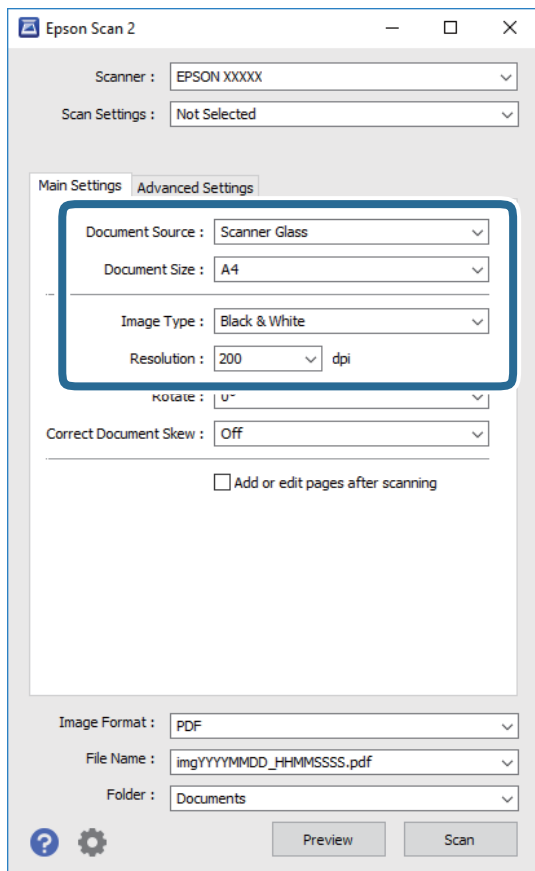 Epson Scan 2
Scanner : EPSON XXXXX
Scan Settings : Not Selected
Main Settings Advanced Settings
Document Source : Scanner Glass
Document Size : A4
Image Type : Black & White
Resolution : 200 dpi
Rotate : 0°
Correct Document Skew : Off
Add or edit pages after scanning
Image Format : PDF
File Name : imgYYYYMMDD_HHMMSSSS.pdf
Folder : Documents
? Preview Scan